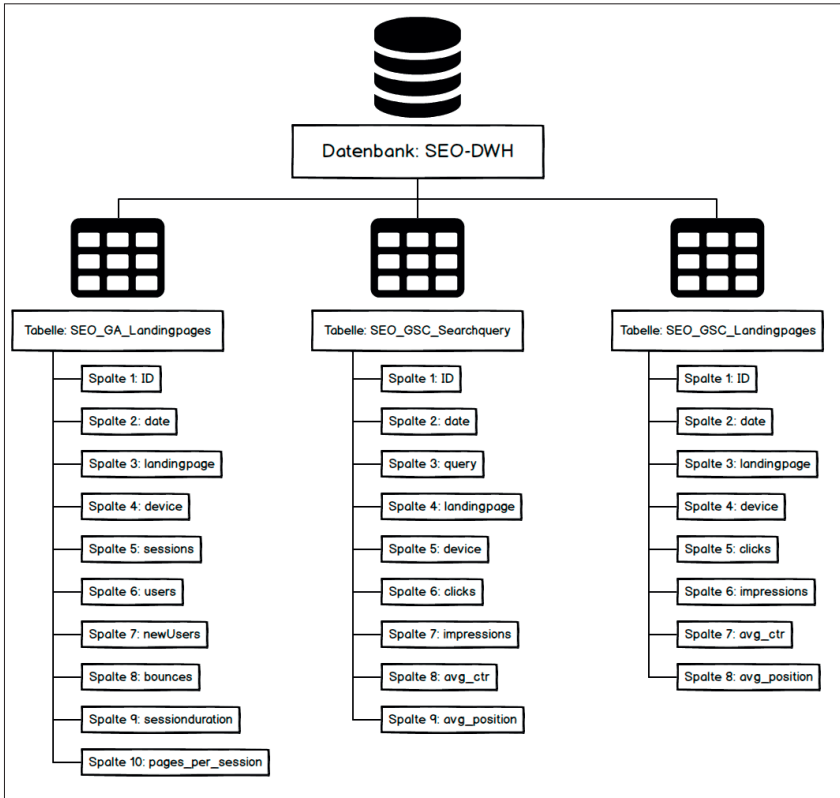 Datenbank: SEO-DWH
Tabelle: SEO_GA_Landingpages
Spalte 1: ID
Spalte 2: date
Spalte 3: landingpage
Spalte 4: device
Spalte 5: sessions
Spalte 6: users
Spalte 7: newUsers
Spalte 8: bounces
Spalte 9: sessionduration
Spalte 10: pages_per_session
Tabelle: SEO_GSC_Searchquery
Spalte 1: ID
Spalte 2: date
Spalte 3: query
Spalte 4: landingpage
Spalte 5: device
Spalte 6: clicks
Spalte 7: impressions
Spalte 8: avg_ctr
Spalte 9: avg_position
Tabelle: SEO_GSC_Landingpages
Spalte 1: ID
Spalte 2: date
Spalte 3: landingpage
Spalte 4: device
Spalte 5: clicks
Spalte 6: impressions
Spalte 7: avg_ctr
Spalte 8: avg_position